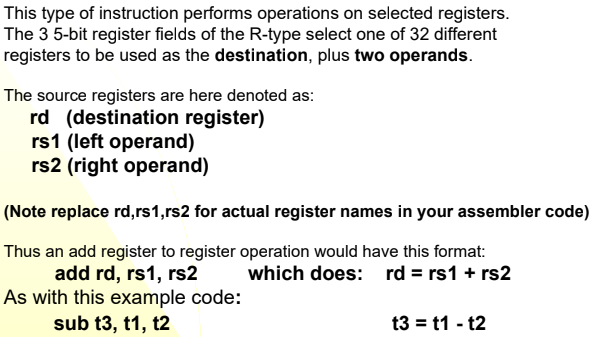 This type of instruction performs operations on selected registers.
The 3 5-bit register fields of the R-type select one of 32 different
registers to be used as the destination, plus two operands.
The source registers are here denoted as:
rd (destination register)
rs1 (left operand)
rs2 (right operand)
(Note replace rd,rs1,rs2 for actual register names in your assembler code)
Thus an add register to register operation would have this format:
add rd, rs1, rs2 which does: rd = rs1 + rs2
As with this example code:
sub t3, t1, t2 t3 = t1 - t2